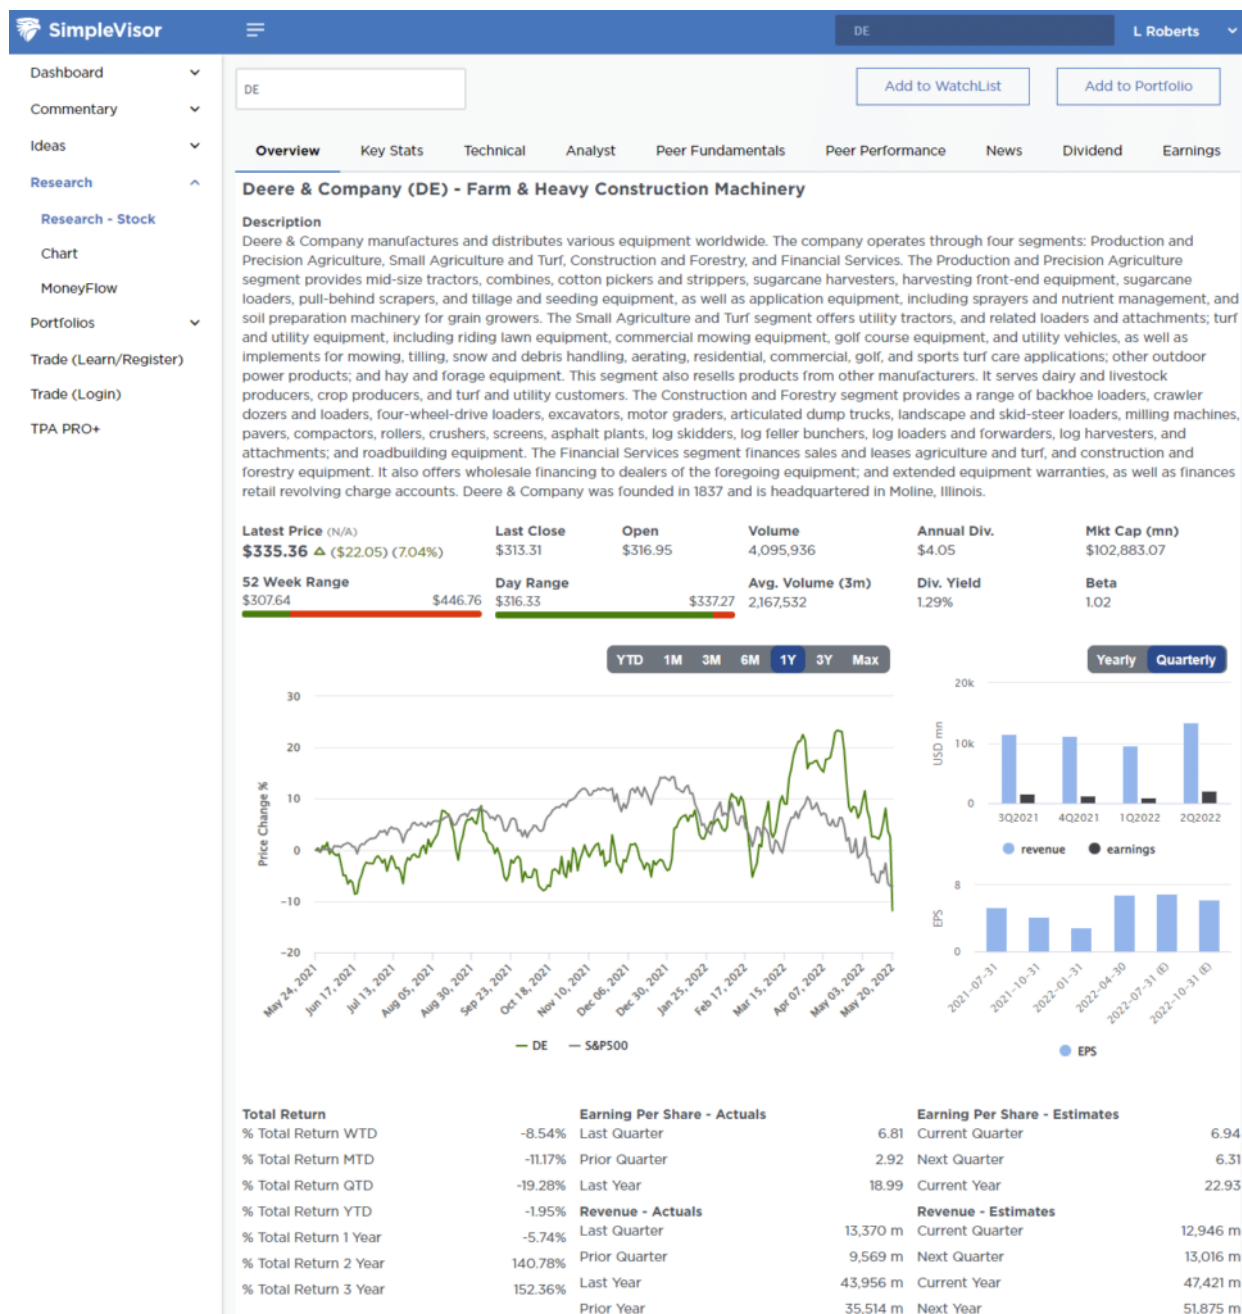 SimpleVisor
DE
L Roberts
Dashboard
Commentary
Ideas
Research
Research - Stock
Chart
MoneyFlow
Portfolios
Trade (Learn/Register)
Trade (Login)
TPA PRO+
DE
Add to WatchList
Add to Portfolio
Overview Key Stats Technical Analyst Peer Fundamentals Peer Performance News Dividend Earnings
Deere & Company (DE) - Farm & Heavy Construction Machinery
Description
Deere & Company manufactures and distributes various equipment worldwide. The company operates through four segments: Production and
Precision Agriculture, Small Agriculture and Turf, Construction and Forestry, and Financial Services. The Production and Precision Agriculture
segment provides mid-size tractors, combines, cotton pickers and strippers, sugarcane harvesters, harvesting front-end equipment, sugarcane
loaders, pull-behind scrapers, and tillage and seeding equipment, as well as application equipment, including sprayers and nutrient management, and
soil preparation machinery for grain growers. The Small Agriculture and Turf segment offers utility tractors, and related loaders and attachments; turf
and utility equipment, including riding lawn equipment, commercial mowing equipment, golf course equipment, and utility vehicles, as well as
implements for mowing, tilling, snow and debris handling, aerating, residential, commercial, golf, and sports turf care applications; other outdoor
power products; and hay and forage equipment. This segment also resells products from other manufacturers. It serves dairy and livestock
producers, crop producers, and turf and utility customers. The Construction and Forestry segment provides a range of backhoe loaders, crawler
dozers and loaders, four-wheel-drive loaders, excavators, motor graders, articulated dump trucks, landscape and skid-steer loaders, milling machines,
pavers, compactors, rollers, crushers, screens, asphalt plants, log skidders, log feller bunchers, log loaders and forwarders, log harvesters, and
attachments; and roadbuilding equipment. The Financial Services segment finances sales and leases agriculture and turf, and construction and
forestry equipment. It also offers wholesale financing to dealers of the foregoing equipment; and extended equipment warranties, as well as finances
retail revolving charge accounts. Deere & Company was founded in 1837 and is headquartered in Moline, Illinois.
Latest Price (N/A) Last Close Open Volume Annual Div. Mkt Cap (mn)
$335.36 ($22.05) (7.04%) $313.31 $316.95 4,095,936 $4.05 $102,883.07
52 Week Range Day Range Avg. Volume (3m) Div. Yield Beta
$307.64 $446.76 $316.33 $337.27 2,167,532 1.29% 1.02
YTD 1M 3M 6M 1Y 3Y Max
30
20
10
0
-10
-20
Price Change %
May 24, 2021 Jun 17, 2021 Jul 13, 2021 Aug 05, 2021 Aug 30, 2021 Sep 23, 2021 Oct 18, 2021 Nov 10, 2021 Dec 06, 2021 Dec 30, 2021 Jan 25, 2022 Feb 17, 2022 Mar 15, 2022 Apr 07, 2022 May 03, 2022 May 20, 2022
DE S&P500
Yearly Quarterly
20k
10k
0
USD mn
3Q2021 4Q2021 1Q2022 2Q2022
revenue earnings
8
0
EPS
2021-07-31 2021-10-31 2022-01-31 2022-04-30 2022-07-31 (E) 2022-10-31 (E)
EPS
Total Return
% Total Return WTD -8.54%
% Total Return MTD -11.17%
% Total Return QTD -19.28%
% Total Return YTD -1.95%
% Total Return 1 Year -5.74%
% Total Return 2 Year 140.78%
% Total Return 3 Year 152.36%
Earning Per Share - Actuals
Last Quarter 6.81
Prior Quarter 2.92
Last Year 18.99
Revenue - Actuals
Last Quarter 13,370 m
Prior Quarter 9,569 m
Last Year 43,956 m
Prior Year 35,514 m
Earning Per Share - Estimates
Current Quarter 6.94
Next Quarter 6.31
Current Year 22.93
Revenue - Estimates
Current Quarter 12,946 m
Next Quarter 13,016 m
Current Year 47,421 m
Next Year 51,875 m